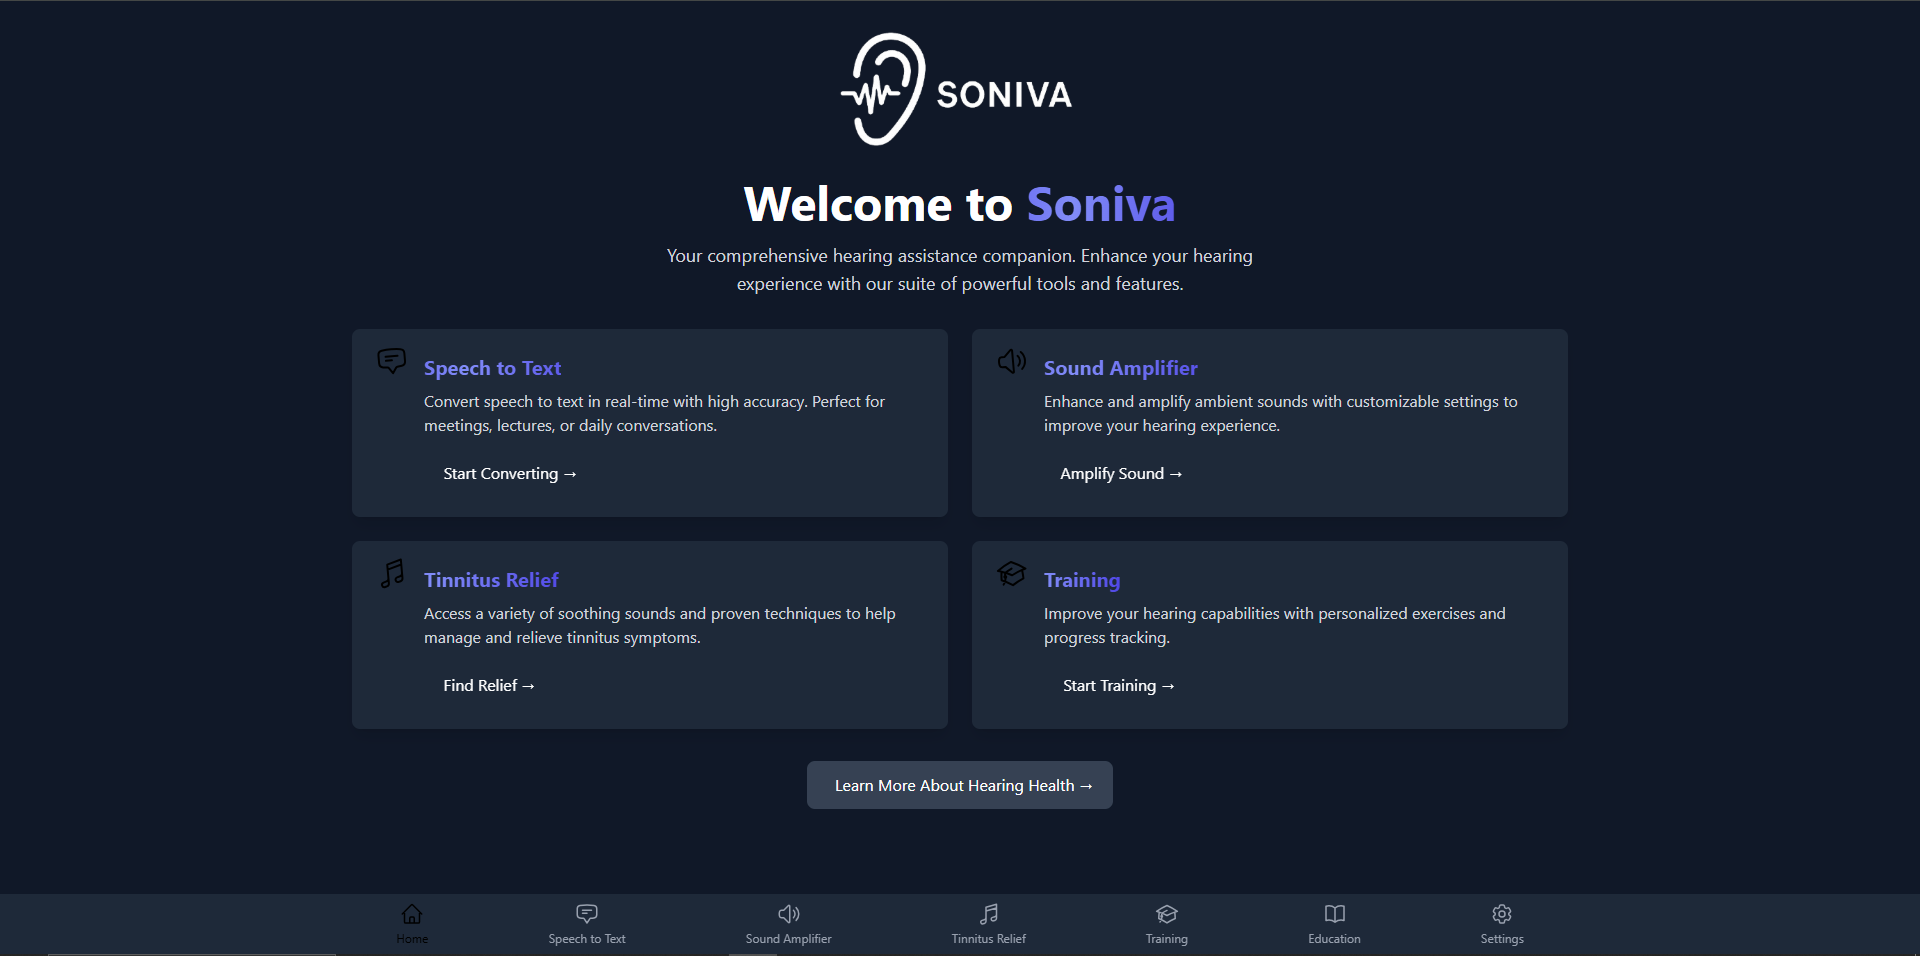 SONIVA
Welcome to Soniva
Your comprehensive hearing assistance companion. Enhance your hearing
experience with our suite of powerful tools and features.
Speech to Text
Convert speech to text in real-time with high accuracy. Perfect for
meetings, lectures, or daily conversations.
Start Converting →
Sound Amplifier
Enhance and amplify ambient sounds with customizable settings to
improve your hearing experience.
Amplify Sound →
Tinnitus Relief
Access a variety of soothing sounds and proven techniques to help
manage and relieve tinnitus symptoms.
Find Relief →
Training
Improve your hearing capabilities with personalized exercises and
progress tracking.
Start Training →
Learn More About Hearing Health →
Home
Speech to Text
Sound Amplifier
Tinnitus Relief
Training
Education
Settings